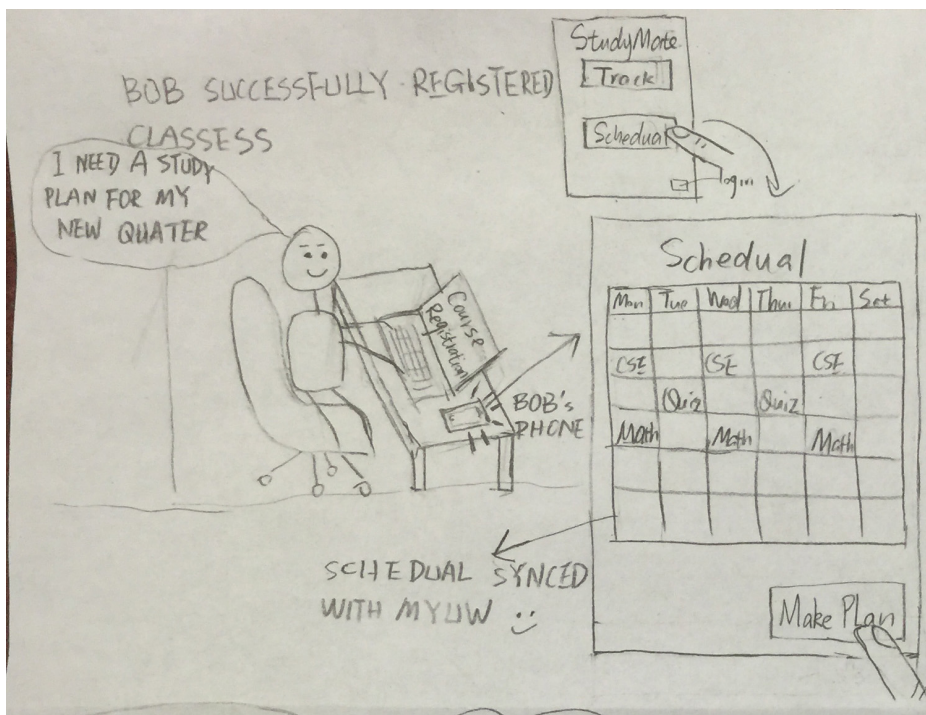 BOB SUCCESSFULLY REGISTERED
CLASSESS
I NEED A STUDY
PLAN FOR MY
NEW QUATER
Course
Registration
BOB's
PHONE
StudyMate
Track
Schedual
login
Schedual
Mon Tue Wed Thur Fri Sat
CSE CSE CSE
Quiz Quiz
Math Math Math
Make Plan
SCHEDUAL SYNCED
WITH MYUW